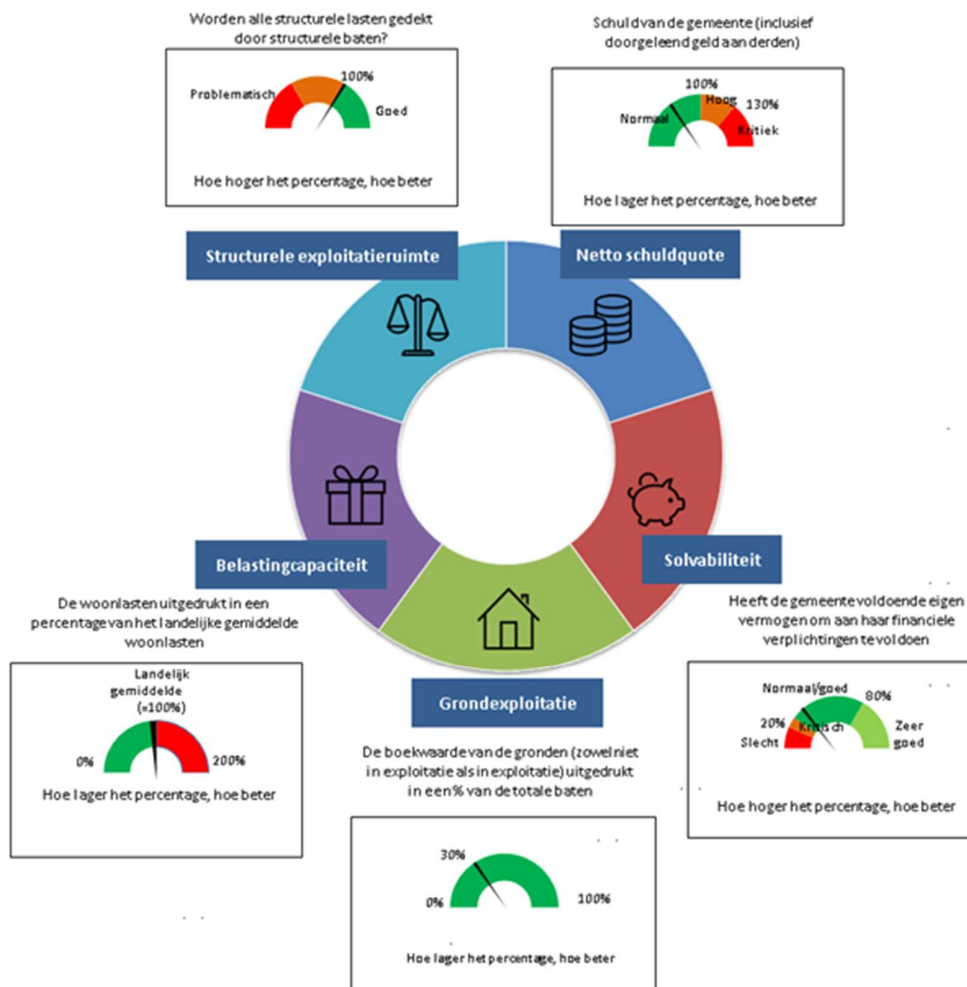 Worden alle structurele lasten gedekt
door structurele baten?
100%
Problematisch
Goed
Hoe hoger het percentage, hoe beter
Schuld van de gemeente (inclusief
doorgeleend geld aan derden)
100%
Hoog
130%
Normaal
Kritiek
Hoe lager het percentage, hoe beter
Structurele exploitatieruimte
Netto schuldquote
Belastingcapaciteit
Solvabiliteit
De woonlasten uitgedrukt in een
percentage van het landelijke gemiddelde
woonlasten
Landelijk
gemiddelde
(=100%)
0%
200%
Hoe lager het percentage, hoe beter
Heeft de gemeente voldoende eigen
vermogen om aan haar financiele
verplichtingen te voldoen
Normaal/goed
80%
20%
Kritisch
Zeer
Slecht
goed
Hoe hoger het percentage, hoe beter
Grondexploitatie
De boekwaarde van de gronden (zowel niet
in exploitatie als in exploitatie) uitgedrukt
in een % van de totale baten
30%
0%
100%
Hoe lager het percentage, hoe beter